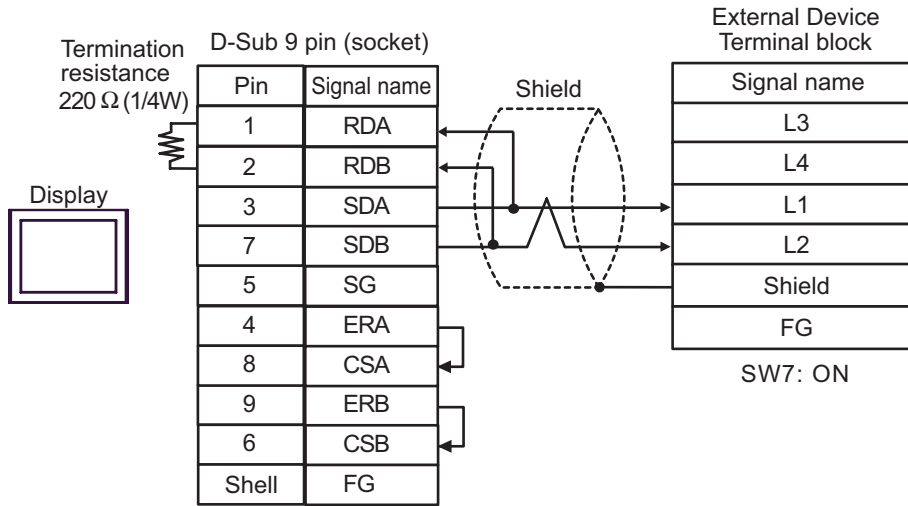 External Device
Terminal block
Termination
resistance
220 Ω (1/4W)
D-Sub 9 pin (socket)
Pin Signal name
1 RDA
2 RDB
3 SDA
7 SDB
5 SG
4 ERA
8 CSA
9 ERB
6 CSB
Shell FG
Display
Shield
Signal name
L3
L4
L1
L2
Shield
FG
SW7: ON